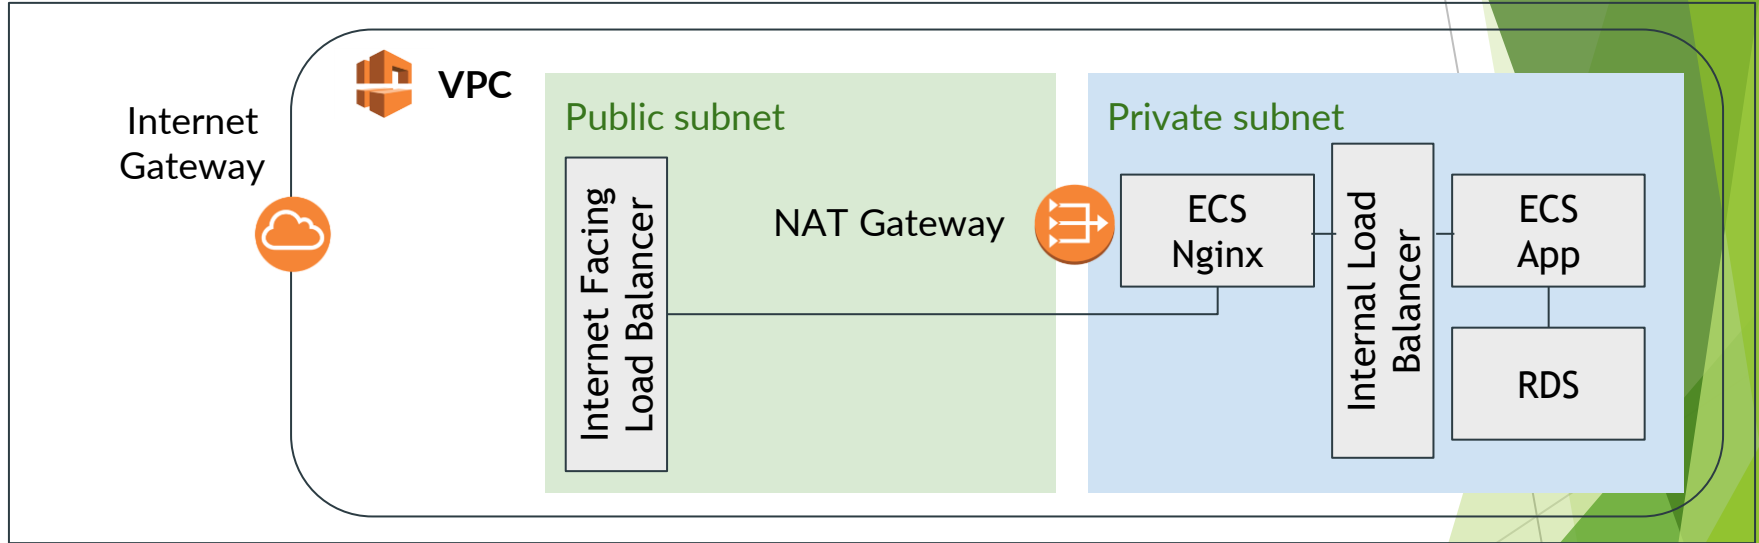 VPC
Internet
Gateway
Public subnet
Internet Facing
Load Balancer
NAT Gateway
Private subnet
ECS
Nginx
Internal Load
Balancer
ECS
App
RDS